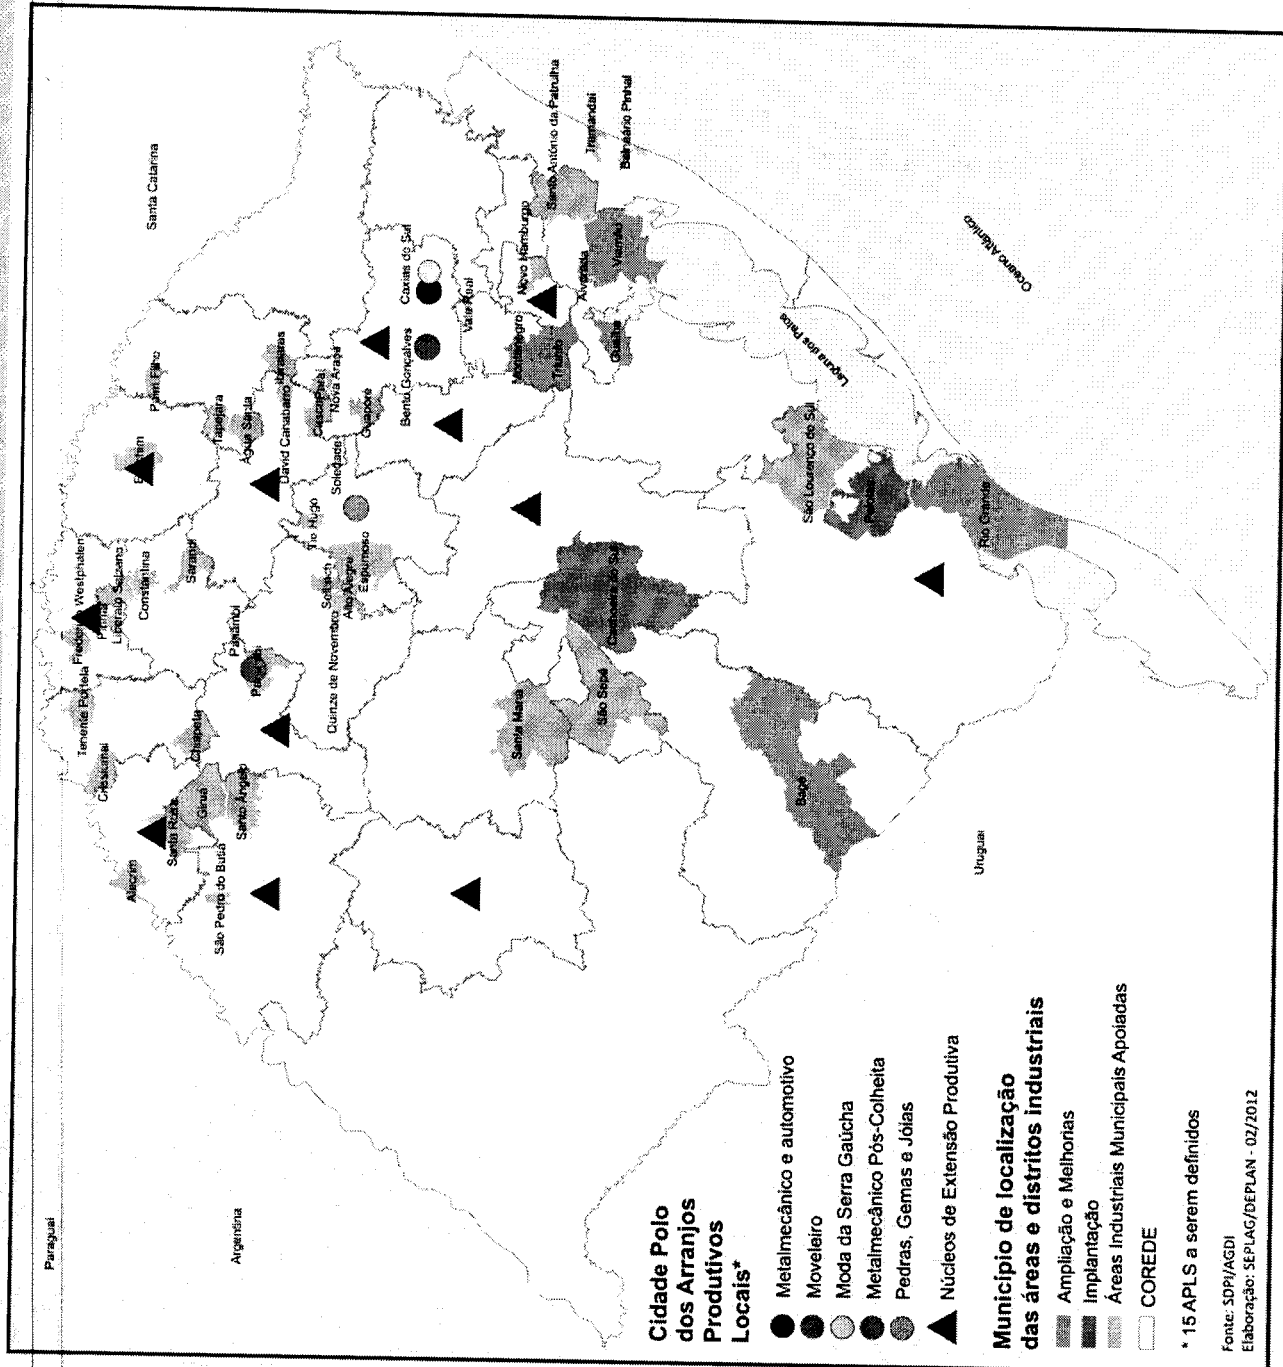 Paraguai
Argentina
Santa Catarina
Uruguai
Oceano Atlântico
Laguna dos Patos
Alecrim
Santa Rosa
São Pedro do Butiá
Giruá
Santo Ângelo
Crissiumal
Tenente Portela
Chiapeta
Frederico Westphalen
Liberato Salzano
Constantina
Sarandi
Panambi
Quinze de Novembro
Selbach
Alto Alegre
Espumoso
Tio Hugo
Soledade
Tapejara
Água Santa
David Canabarro
Paim Filho
Nova Araçá
Guaporé
Bento Gonçalves
Caxias do Sul
Vale Real
Montenegro
Triunfo
Novo Hamburgo
Alvorada
Viamão
Guaíba
Santo Antônio da Patrulha
Tramandaí
Balneário Pinhal
Santa Maria
São Sepé
Cachoeira do Sul
Bagé
São Lourenço do Sul
Pelotas
Rio Grande
Cidade Polo
dos Arranjos
Produtivos
Locais*
Metalmecânico e automotivo
Moveleiro
Moda da Serra Gaúcha
Metalmecânico Pós-Colheita
Pedras, Gemas e Jóias
Núcleos de Extensão Produtiva
Município de localização
das áreas e distritos industriais
Ampliação e Melhorias
Implantação
Áreas Industriais Municipais Apoiadas
COREDE
* 15 APLS a serem definidos
Fonte: SDPI/AGDI
Elaboração: SEPLAG/DEPLAN - 02/2012